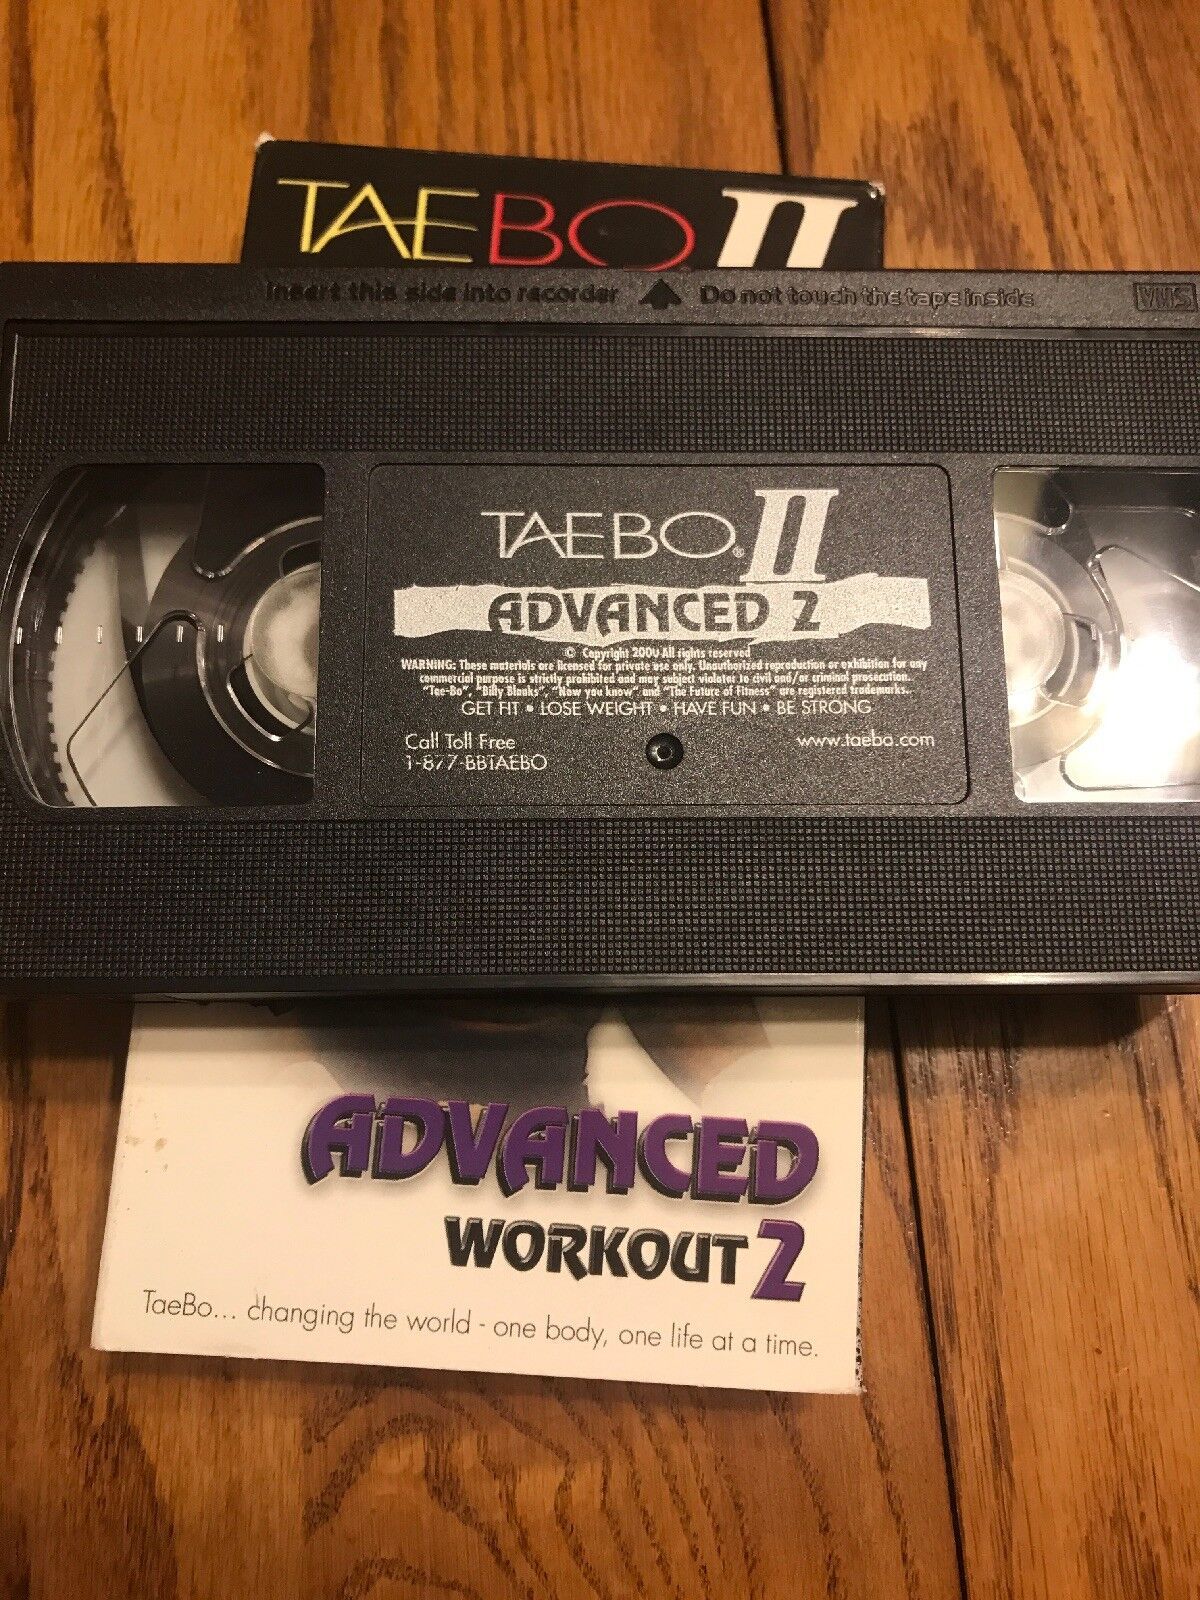 TAEBO II
Insert this side into recorder ▲ Do not touch the tape inside VHS
TAEBO® II
ADVANCED 2
© Copyright 2000 All rights reserved
WARNING: These materials are licensed for private use only. Unauthorized reproduction or exhibition for any
commercial purpose is strictly prohibited and may subject violator to civil and/or criminal prosecution.
"Tae-Bo", "Billy Blanks", "Now you know" and "The Future of Fitness" are registered trademarks.
GET FIT • LOSE WEIGHT • HAVE FUN • BE STRONG
Call Toll Free
1-877-BBTAEBO
www.taebo.com
ADVANCED
WORKOUT 2
TaeBo... changing the world - one body, one life at a time.